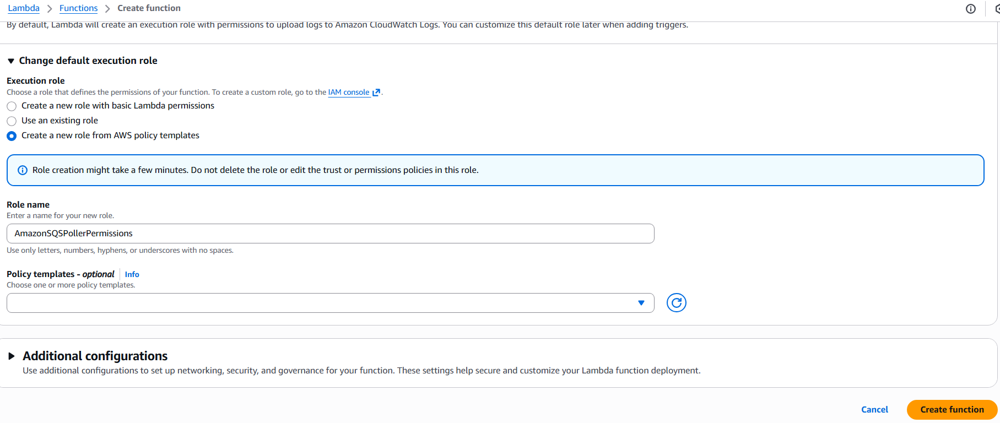 Lambda > Functions > Create function
By default, Lambda will create an execution role with permissions to upload logs to Amazon CloudWatch Logs. You can customize this default role later when adding triggers.
Change default execution role
Execution role
Choose a role that defines the permissions of your function. To create a custom role, go to the IAM console.
Create a new role with basic Lambda permissions
Use an existing role
Create a new role from AWS policy templates
Role creation might take a few minutes. Do not delete the role or edit the trust or permissions policies in this role.
Role name
Enter a name for your new role.
AmazonSQSPollerPermissions
Use only letters, numbers, hyphens, or underscores with no spaces.
Policy templates - optional Info
Choose one or more policy templates.
Additional configurations
Use additional configurations to set up networking, security, and governance for your function. These settings help secure and customize your Lambda function deployment.
Cancel Create function